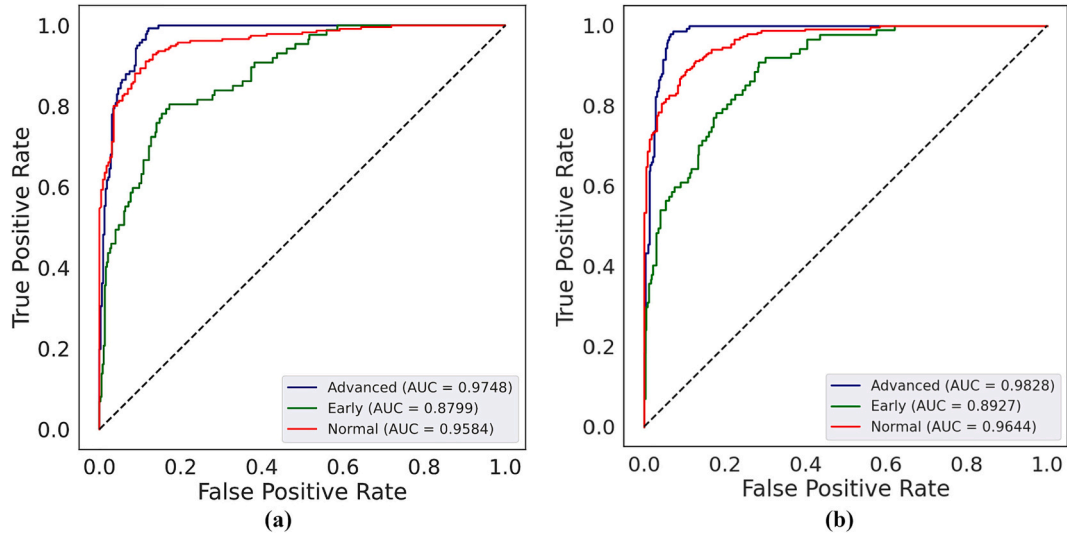 1.0
0.8
0.6
0.4
0.2
0.0
True Positive Rate
Advanced (AUC = 0.9748)
Early (AUC = 0.8799)
Normal (AUC = 0.9584)
0.0 0.2 0.4 0.6 0.8 1.0
False Positive Rate
(a)
1.0
0.8
0.6
0.4
0.2
0.0
True Positive Rate
Advanced (AUC = 0.9828)
Early (AUC = 0.8927)
Normal (AUC = 0.9644)
0.0 0.2 0.4 0.6 0.8 1.0
False Positive Rate
(b)